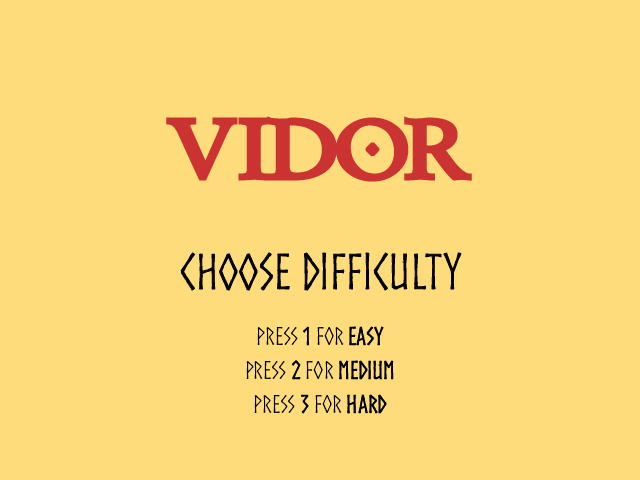 VIDOR
CHOOSE DIFFICULTY
PRESS 1 FOR EASY
PRESS 2 FOR MEDIUM
PRESS 3 FOR HARD